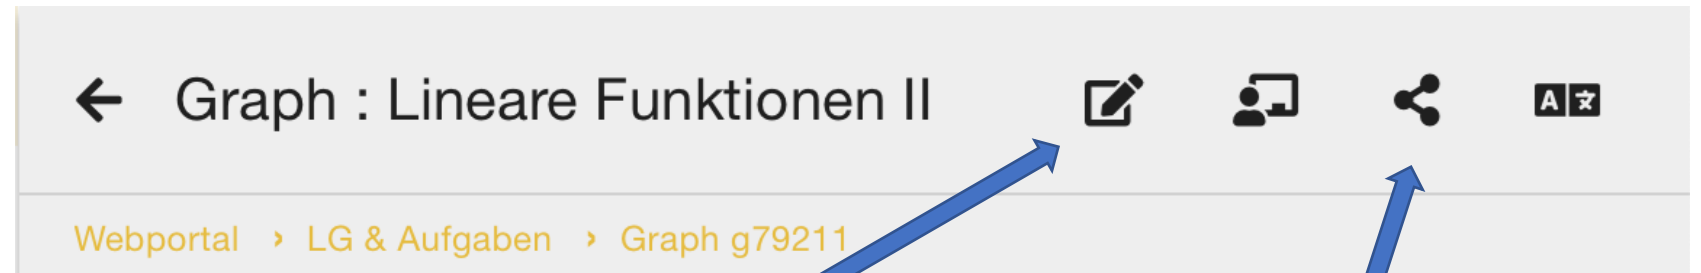 Graph : Lineare Funktionen II
Webportal › LG & Aufgaben › Graph g79211